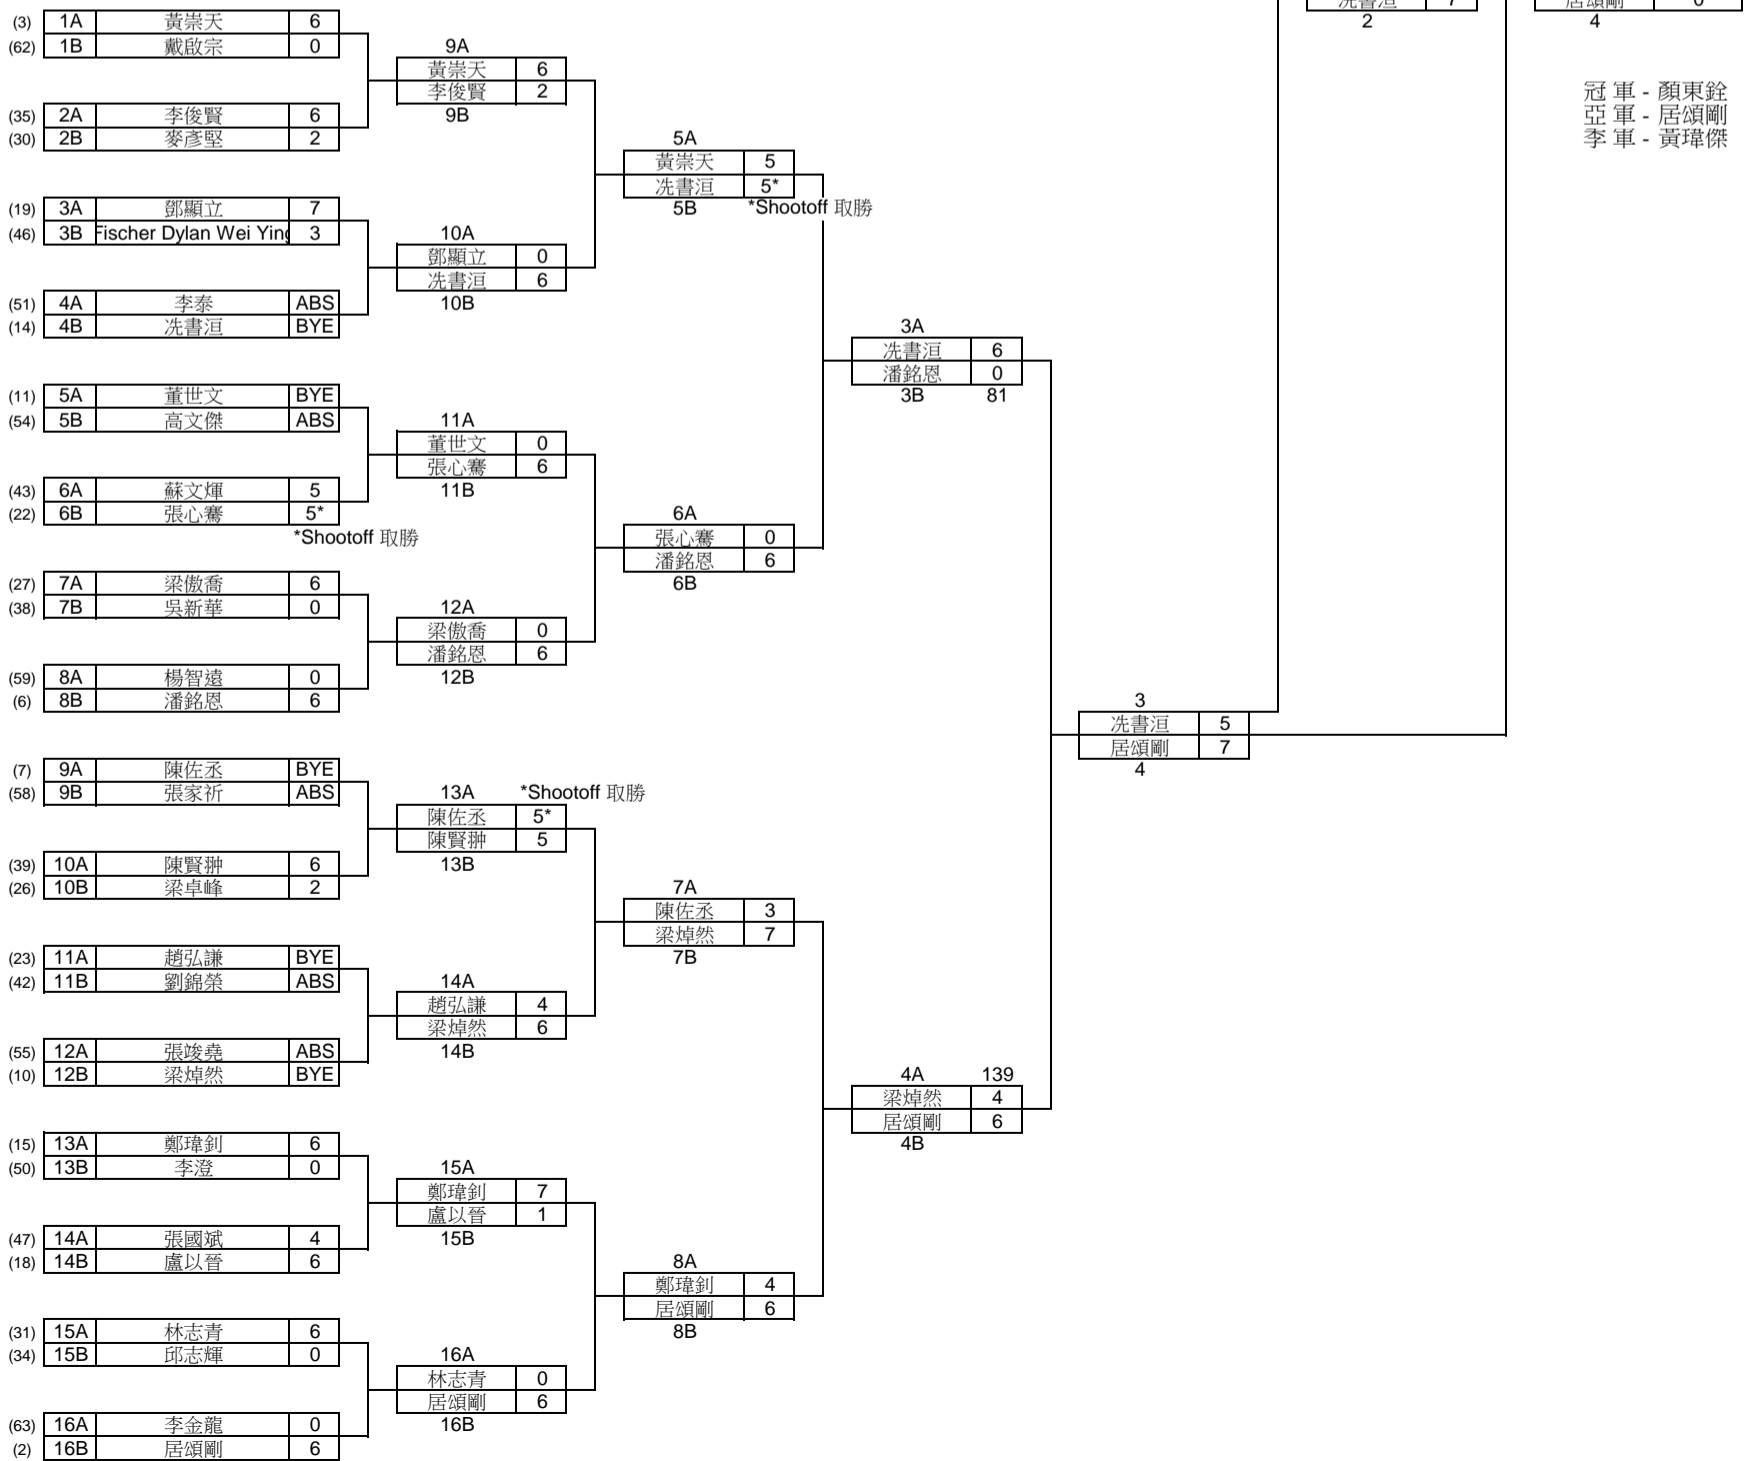 冼書洹 7
2
居頌剛 0
4
冠 軍 - 顏東銓
亞 軍 - 居頌剛
季 軍 - 黃瑋傑
(3) 1A 黃崇天 6
(62) 1B 戴啟宗 0
(35) 2A 李俊賢 6
(30) 2B 麥彥堅 2
(19) 3A 鄧顯立 7
(46) 3B Fischer Dylan Wei Ying 3
(51) 4A 李泰 ABS
(14) 4B 冼書洹 BYE
(11) 5A 董世文 BYE
(54) 5B 高文傑 ABS
(43) 6A 蘇文煇 5
(22) 6B 張心騫 5*
*Shootoff 取勝
(27) 7A 梁傲喬 6
(38) 7B 吳新華 0
(59) 8A 楊智遠 0
(6) 8B 潘銘恩 6
(7) 9A 陳佐丞 BYE
(58) 9B 張家祈 ABS
(39) 10A 陳賢翀 6
(26) 10B 梁卓峰 2
(23) 11A 趙弘謙 BYE
(42) 11B 劉錦榮 ABS
(55) 12A 張竣堯 ABS
(10) 12B 梁焯然 BYE
(15) 13A 鄭瑋釗 6
(50) 13B 李澄 0
(47) 14A 張國斌 4
(18) 14B 盧以晉 6
(31) 15A 林志青 6
(34) 15B 邱志輝 0
(63) 16A 李金龍 0
(2) 16B 居頌剛 6
9A
黃崇天 6
李俊賢 2
9B
10A
鄧顯立 0
冼書洹 6
10B
11A
董世文 0
張心騫 6
11B
12A
梁傲喬 0
潘銘恩 6
12B
13A *Shootoff 取勝
陳佐丞 5*
陳賢翀 5
13B
14A
趙弘謙 4
梁焯然 6
14B
15A
鄭瑋釗 7
盧以晉 1
15B
16A
林志青 0
居頌剛 6
16B
5A
黃崇天 5
冼書洹 5*
5B *Shootoff 取勝
6A
張心騫 0
潘銘恩 6
6B
7A
陳佐丞 3
梁焯然 7
7B
8A
鄭瑋釗 4
居頌剛 6
8B
3A
冼書洹 6
潘銘恩 0
3B 81
4A 139
梁焯然 4
居頌剛 6
4B
3
冼書洹 5
居頌剛 7
4